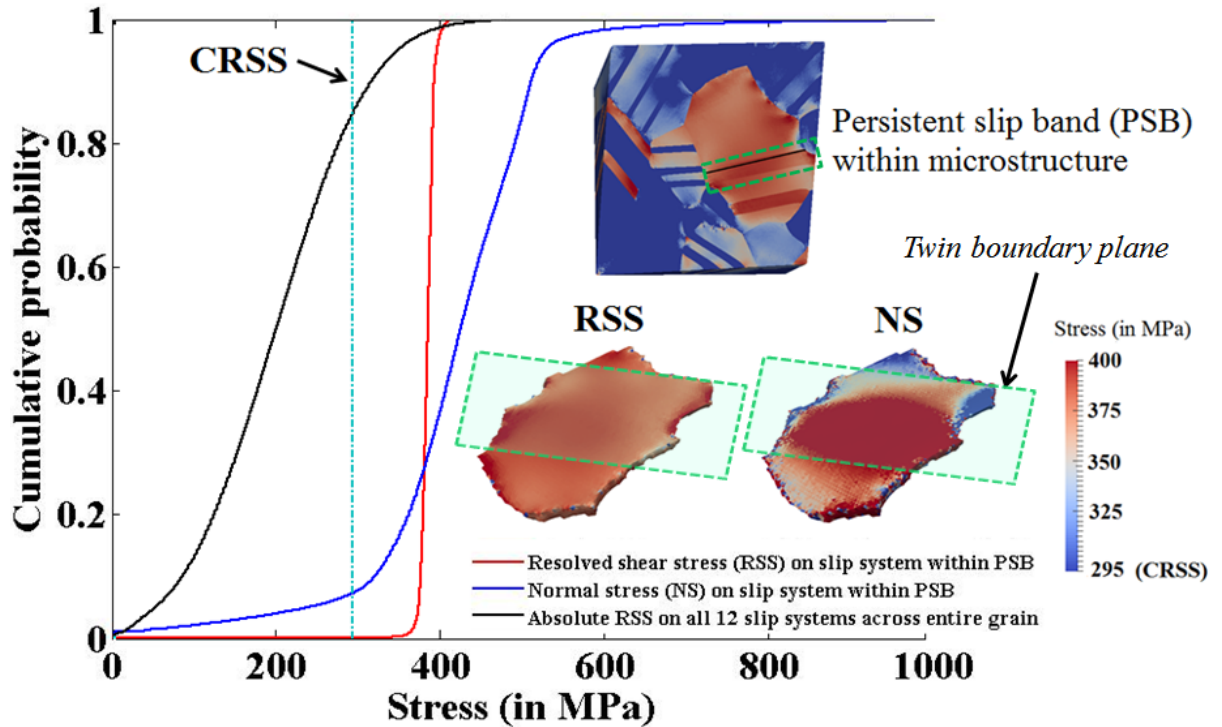 1
0.8
0.6
0.4
0.2
0
Cumulative probability
CRSS
Persistent slip band (PSB)
within microstructure
Twin boundary plane
RSS
NS
Stress (in MPa)
400
375
350
325
295 (CRSS)
Resolved shear stress (RSS) on slip system within PSB
Normal stress (NS) on slip system within PSB
Absolute RSS on all 12 slip systems across entire grain
0 200 400 600 800 1000
Stress (in MPa)